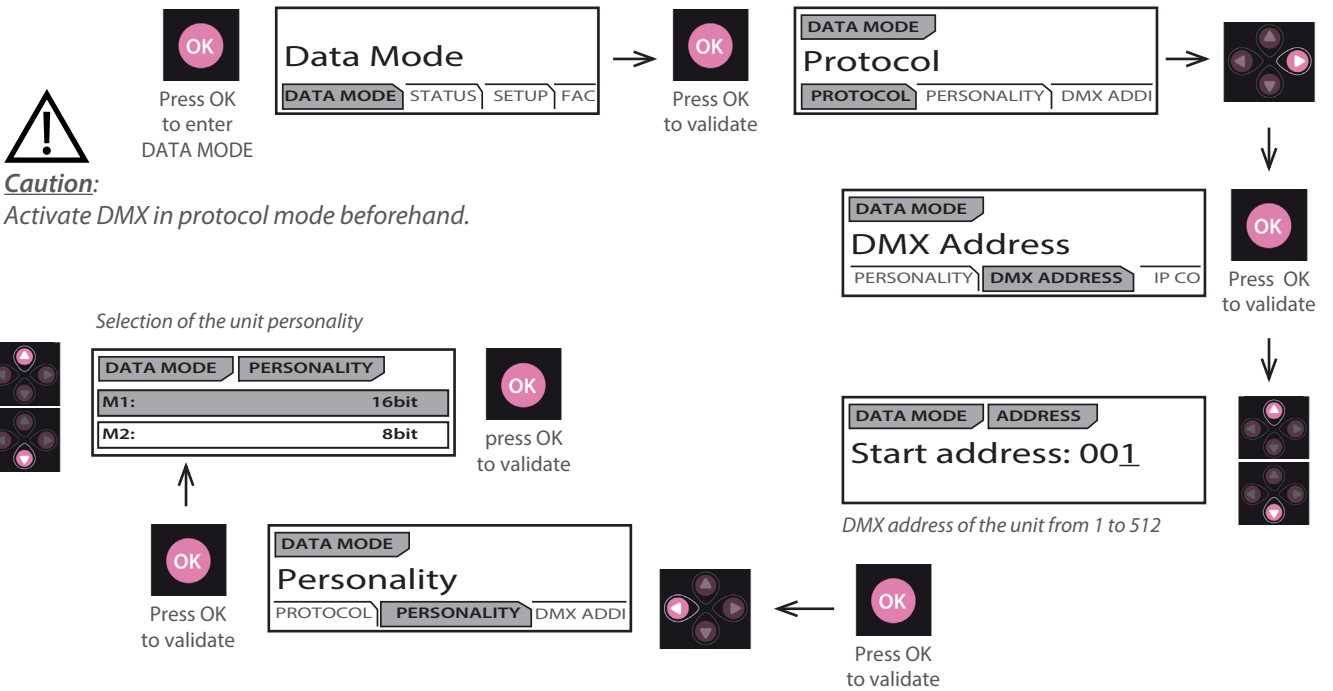 OK
Press OK
to enter
DATA MODE
Data Mode
DATA MODE STATUS SETUP FAC
OK
Press OK
to validate
DATA MODE
Protocol
PROTOCOL PERSONALITY DMX ADDI
Caution:
Activate DMX in protocol mode beforehand.
DATA MODE
DMX Address
PERSONALITY DMX ADDRESS IP CO
OK
Press OK
to validate
DATA MODE ADDRESS
Start address: 001
DMX address of the unit from 1 to 512
OK
Press OK
to validate
DATA MODE
Personality
PROTOCOL PERSONALITY DMX ADDI
OK
Press OK
to validate
Selection of the unit personality
DATA MODE PERSONALITY
M1: 16bit
M2: 8bit
OK
press OK
to validate